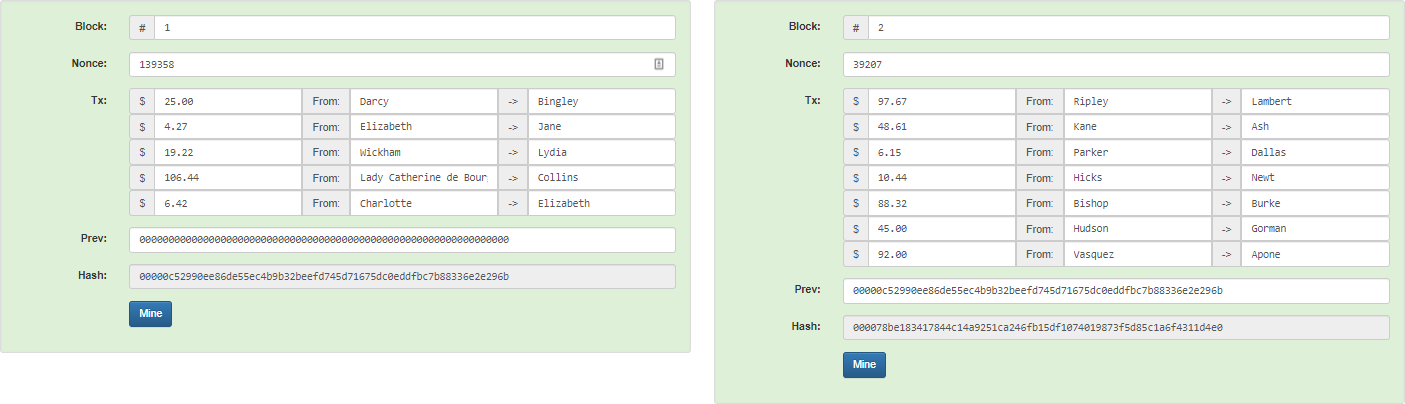 Block: # 1
Nonce: 139358
Tx: $ 25.00 From: Darcy -> Bingley
$ 4.27 From: Elizabeth -> Jane
$ 19.22 From: Wickham -> Lydia
$ 106.44 From: Lady Catherine de Bour -> Collins
$ 6.42 From: Charlotte -> Elizabeth
Prev: 0000000000000000000000000000000000000000000000000000000000000000
Hash: 00000c52990ee86de55ec4b9b32beefd745d71675dc0eddfbc7b88336e2e296b
Mine
Block: # 2
Nonce: 39207
Tx: $ 97.67 From: Ripley -> Lambert
$ 48.61 From: Kane -> Ash
$ 6.15 From: Parker -> Dallas
$ 10.44 From: Hicks -> Newt
$ 88.32 From: Bishop -> Burke
$ 45.00 From: Hudson -> Gorman
$ 92.00 From: Vasquez -> Apone
Prev: 00000c52990ee86de55ec4b9b32beefd745d71675dc0eddfbc7b88336e2e296b
Hash: 000078be183417844c14a9251ca246fb15df1074019873f5d85c1a6f4311d4e0
Mine